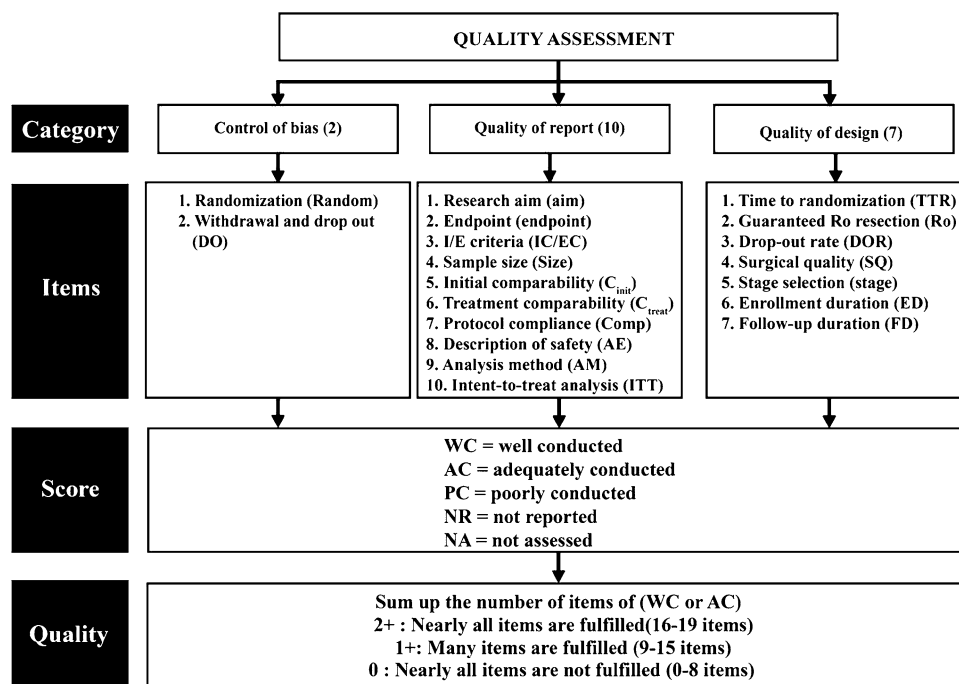 QUALITY ASSESSMENT
Category
Control of bias (2)
Quality of report (10)
Quality of design (7)
Items
1. Randomization (Random)
2. Withdrawal and drop out
(DO)
1. Research aim (aim)
2. Endpoint (endpoint)
3. I/E criteria (IC/EC)
4. Sample size (Size)
5. Initial comparability (C_init)
6. Treatment comparability (C_treat)
7. Protocol compliance (Comp)
8. Description of safety (AE)
9. Analysis method (AM)
10. Intent-to-treat analysis (ITT)
1. Time to randomization (TTR)
2. Guaranteed Ro resection (Ro)
3. Drop-out rate (DOR)
4. Surgical quality (SQ)
5. Stage selection (stage)
6. Enrollment duration (ED)
7. Follow-up duration (FD)
Score
WC = well conducted
AC = adequately conducted
PC = poorly conducted
NR = not reported
NA = not assessed
Quality
Sum up the number of items of (WC or AC)
2+ : Nearly all items are fulfilled(16-19 items)
1+: Many items are fulfilled (9-15 items)
0 : Nearly all items are not fulfilled (0-8 items)